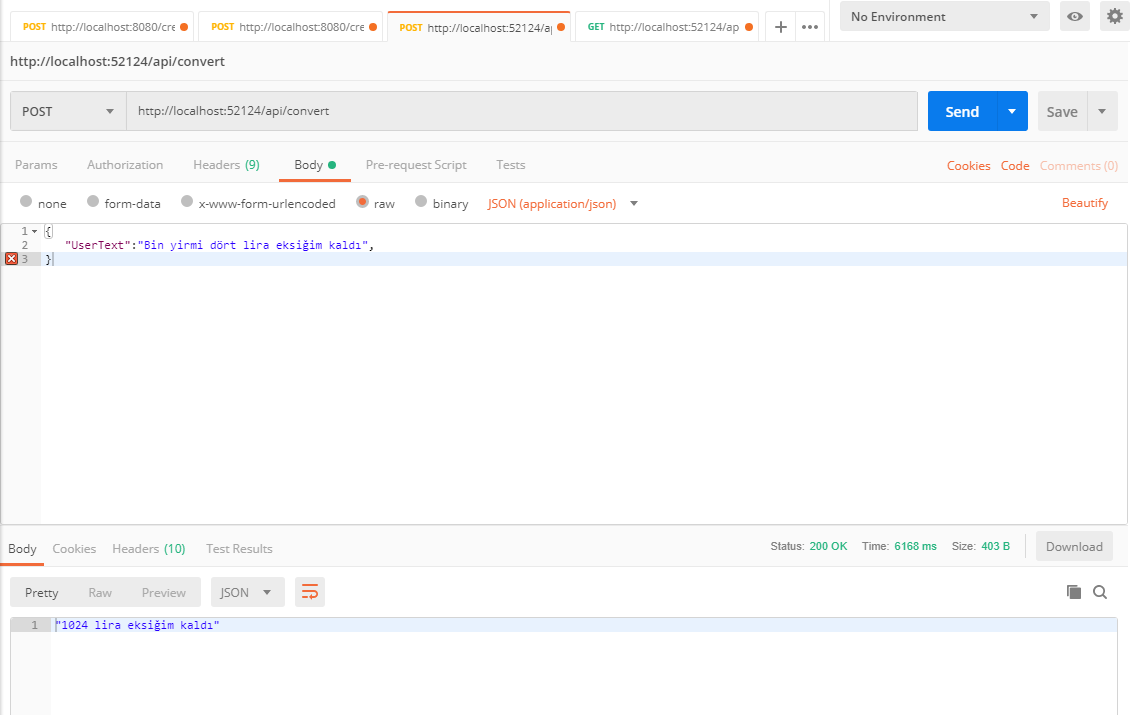 POST http://localhost:8080/cre POST http://localhost:8080/cre POST http://localhost:52124/a GET http://localhost:52124/ap + ••• No Environment
http://localhost:52124/api/convert
POST http://localhost:52124/api/convert Send Save
Params Authorization Headers (9) Body Pre-request Script Tests Cookies Code Comments (0)
none form-data x-www-form-urlencoded raw binary JSON (application/json) Beautify
1 {
2 "UserText":"Bin yirmi dört lira eksiğim kaldı",
3 }
Body Cookies Headers (10) Test Results Status: 200 OK Time: 6168 ms Size: 403 B Download
Pretty Raw Preview JSON
1 "1024 lira eksiğim kaldı"